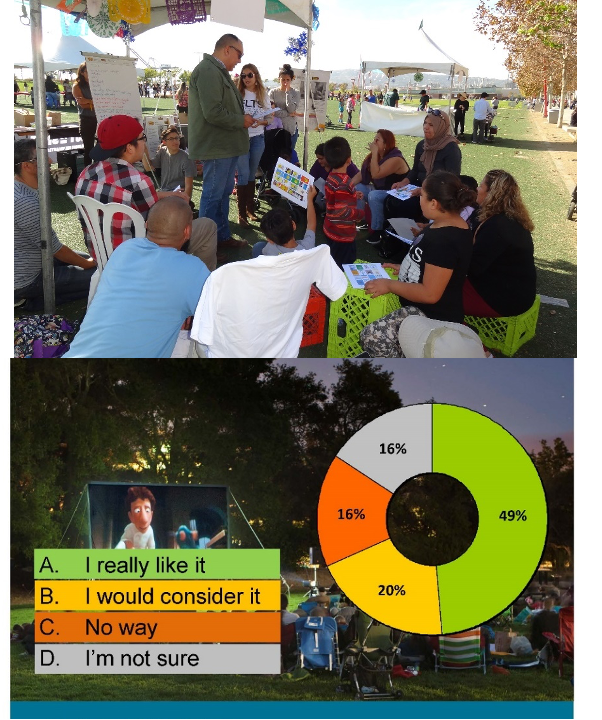 16%
49%
16%
20%
A. I really like it
B. I would consider it
C. No way
D. I'm not sure